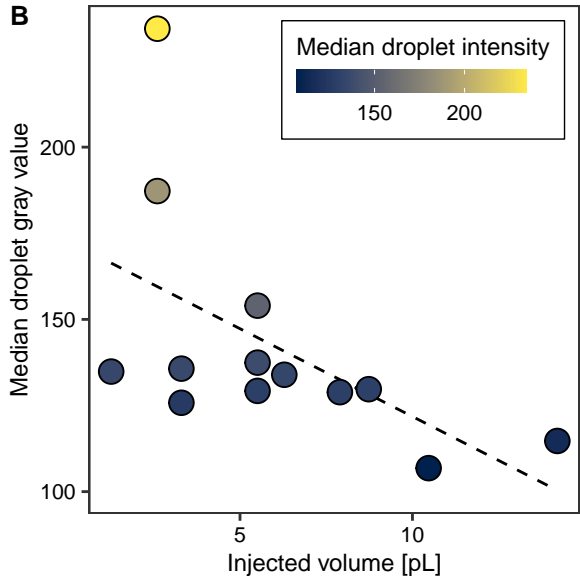 B
Median droplet intensity
150 200
200
150
100
Median droplet gray value
5 10
Injected volume [pL]